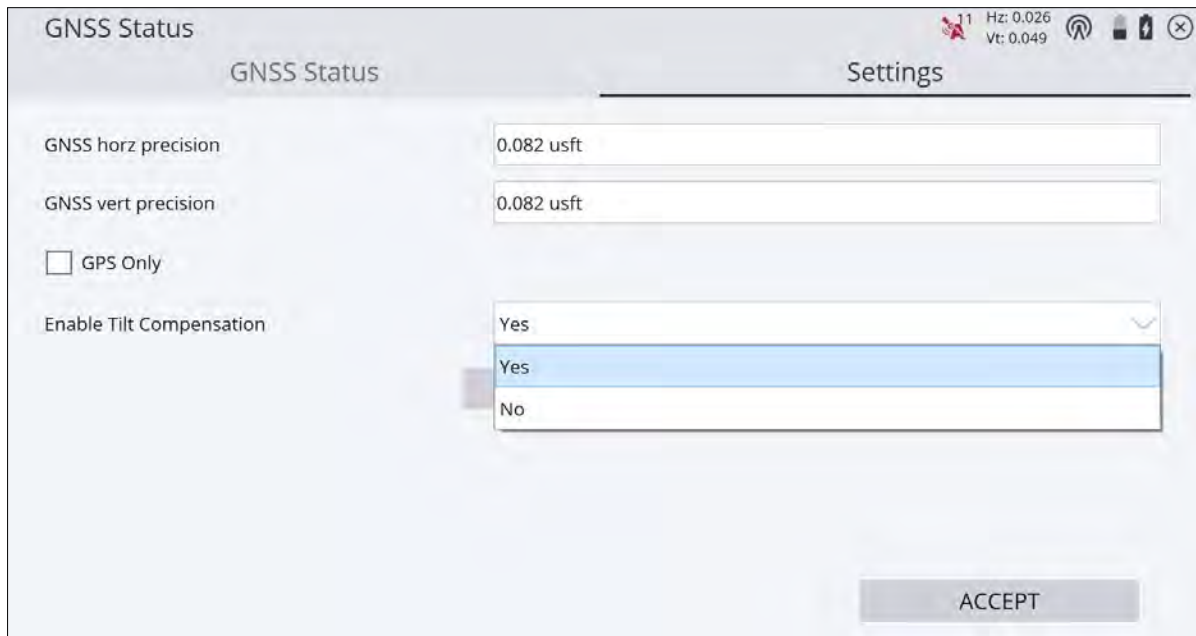 GNSS Status
11
Hz: 0.026
Vt: 0.049
GNSS Status
Settings
GNSS horz precision
0.082 usft
GNSS vert precision
0.082 usft
GPS Only
Enable Tilt Compensation
Yes
Yes
No
ACCEPT